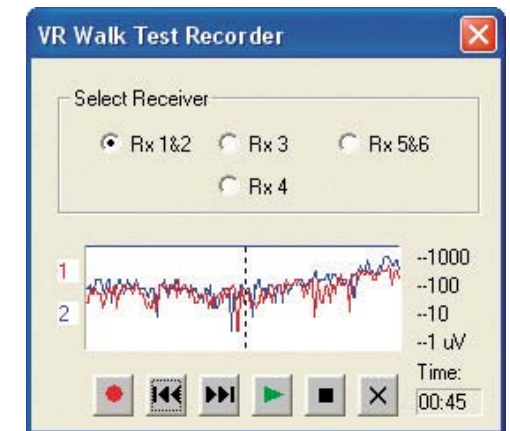 VR Walk Test Recorder
Select Receiver
Rx 1&2 Rx 3 Rx 5&6
Rx 4
1
2
--1000
--100
--10
--1 uV
Time:
00:45